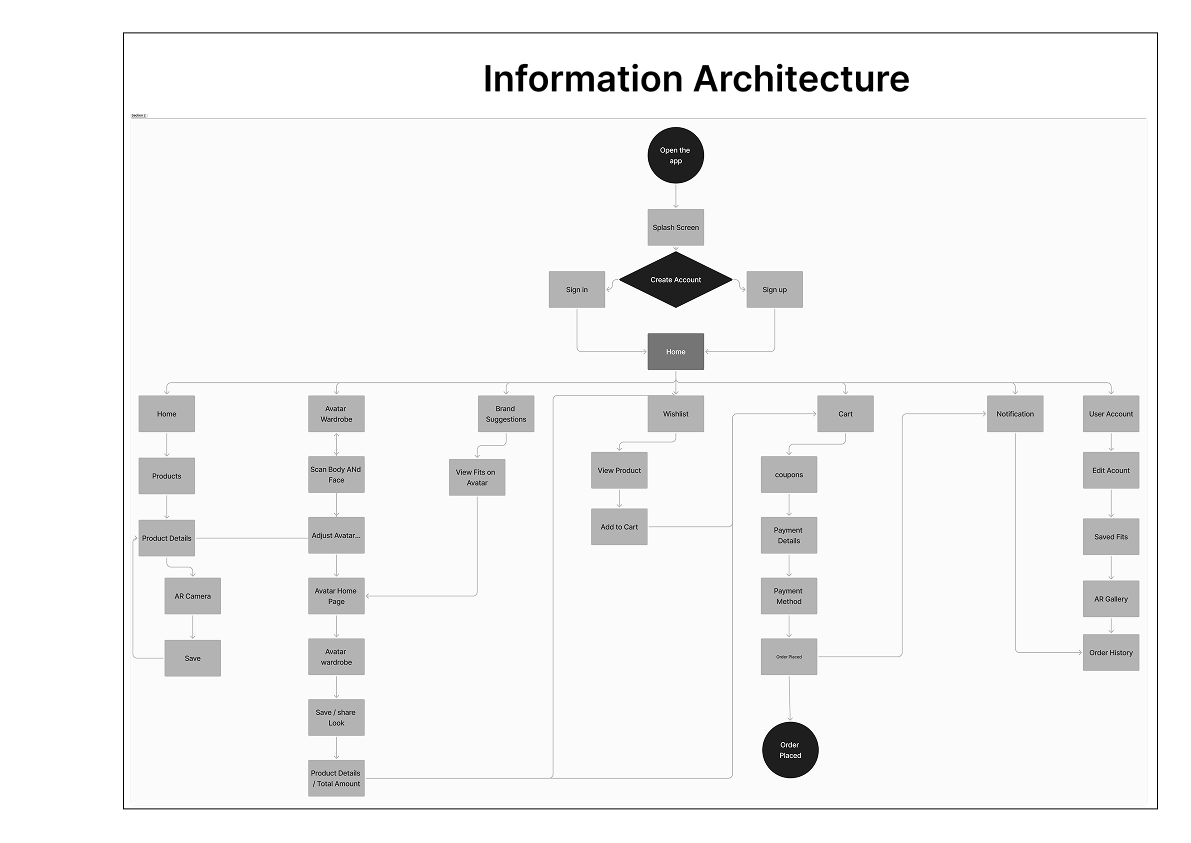 Information Architecture
Section 2
Open the
app
Splash Screen
Create Account
Sign in
Sign up
Home
Home
Avatar
Wardrobe
Brand
Suggestions
Wishlist
Cart
Notification
User Account
Products
Scan Body ANd
Face
View Fits on
Avatar
View Product
coupons
Edit Acount
Product Details
Adjust Avatar...
Add to Cart
Payment
Details
Saved Fits
AR Camera
Avatar Home
Page
Payment
Method
AR Gallery
Save
Avatar
wardrobe
Order Placed
Order History
Save / share
Look
Order
Placed
Product Details
/ Total Amount